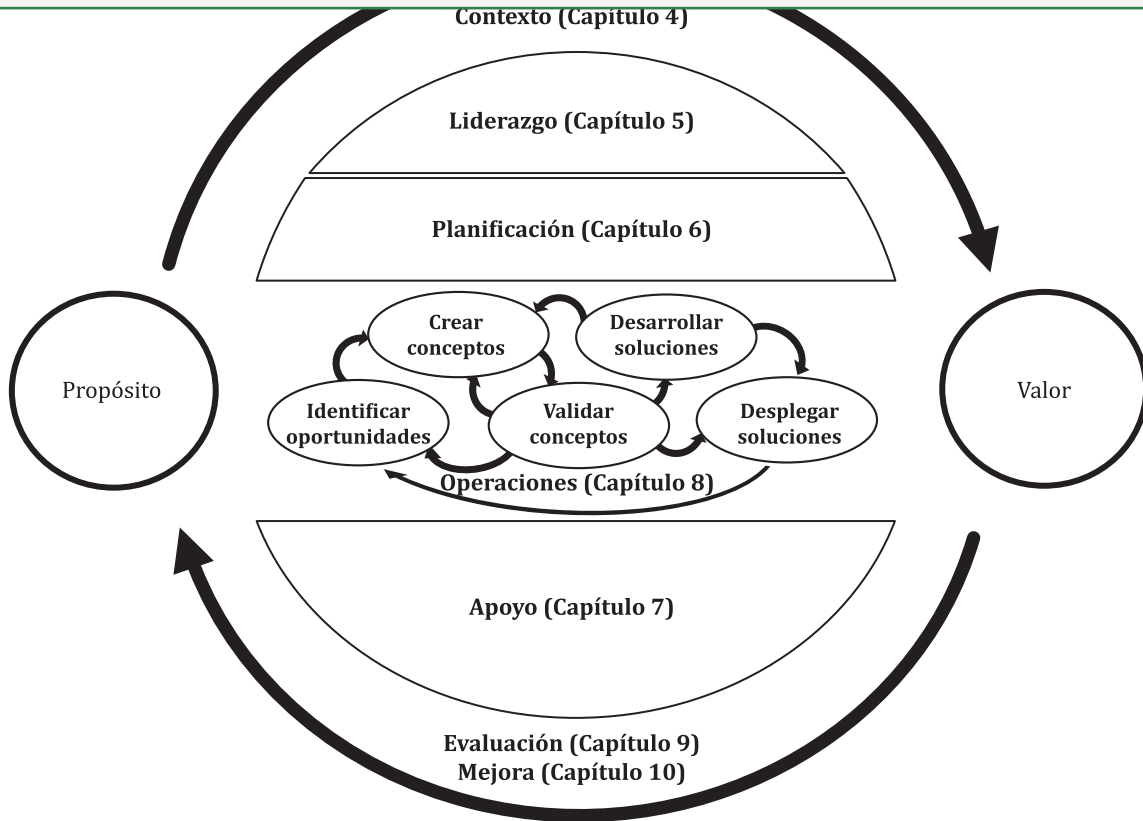 Contexto (Capítulo 4)
Liderazgo (Capítulo 5)
Planificación (Capítulo 6)
Crear
conceptos
Desarrollar
soluciones
Propósito
Identificar
oportunidades
Validar
conceptos
Desplegar
soluciones
Valor
Operaciones (Capítulo 8)
Apoyo (Capítulo 7)
Evaluación (Capítulo 9)
Mejora (Capítulo 10)